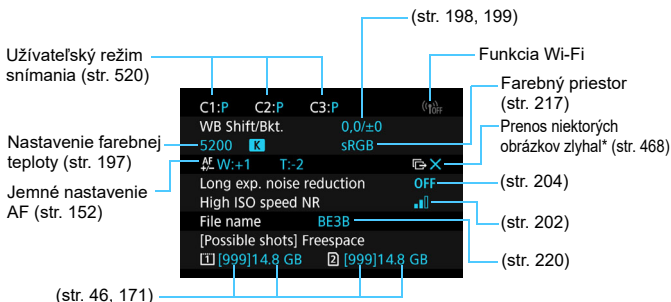 (str. 198, 199)
Užívateľský režim
snímania (str. 520)
Funkcia Wi-Fi
Farebný priestor
(str. 217)
C1:P C2:P C3:P OFF
WB Shift/Bkt. 0,0/±0
Nastavenie farebnej
teploty (str. 197)
5200 K sRGB
Prenos niektorých
obrázkov zlyhal* (str. 468)
AF +/- W:+1 T:-2
Jemné nastavenie
AF (str. 152)
Long exp. noise reduction OFF
(str. 204)
High ISO speed NR
(str. 202)
File name BE3B
(str. 220)
[Possible shots] Freespace
1 [999]14.8 GB 2 [999]14.8 GB
(str. 46, 171)